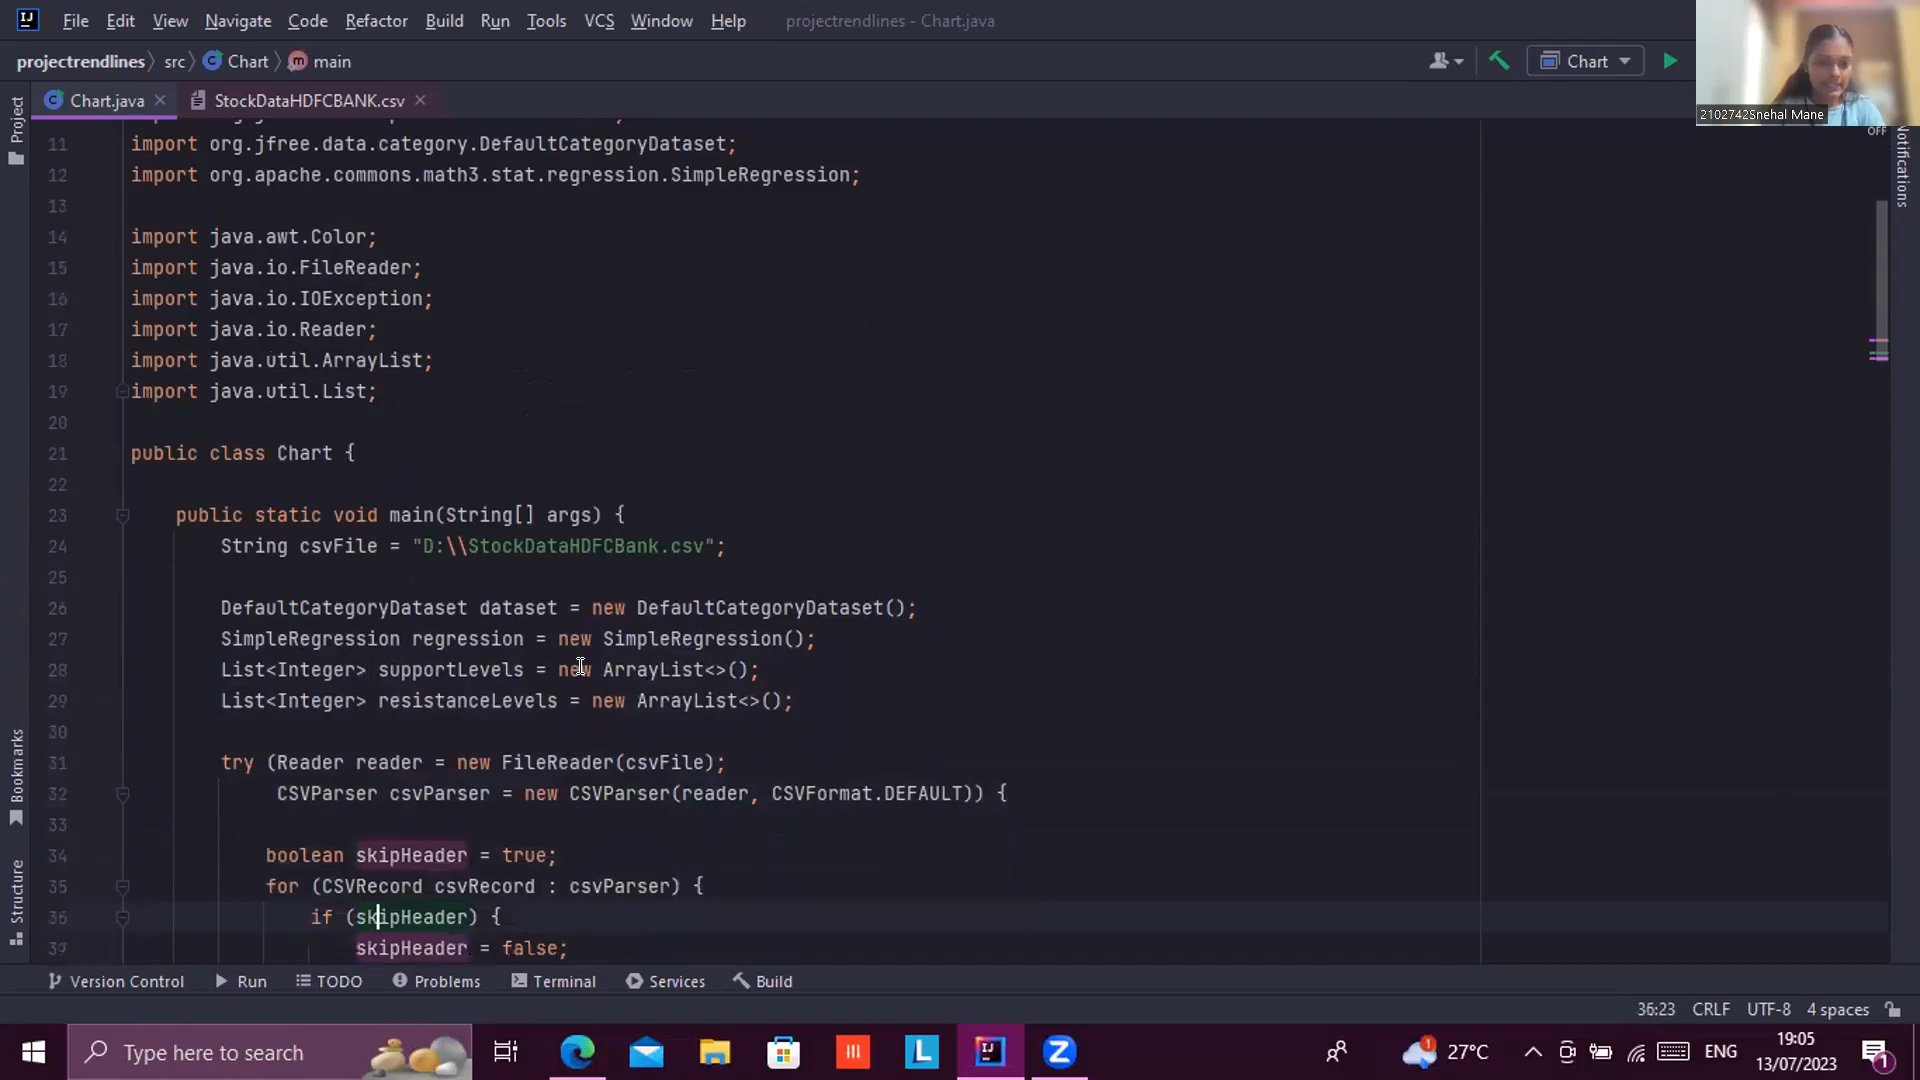 File Edit View Navigate Code Refactor Build Run Tools VCS Window Help projectrendlines - Chart.java
projectrendlines src Chart main
Chart
2102742Snehal Mane
OFF
Project
Chart.java StockDataHDFCBANK.csv
Notifications
11 import org.jfree.data.category.DefaultCategoryDataset;
12 import org.apache.commons.math3.stat.regression.SimpleRegression;
13
14 import java.awt.Color;
15 import java.io.FileReader;
16 import java.io.IOException;
17 import java.io.Reader;
18 import java.util.ArrayList;
19 import java.util.List;
20
21 public class Chart {
22
23 public static void main(String[] args) {
24 String csvFile = "D:\\StockDataHDFCBank.csv";
25
26 DefaultCategoryDataset dataset = new DefaultCategoryDataset();
27 SimpleRegression regression = new SimpleRegression();
28 List<Integer> supportLevels = new ArrayList<>();
29 List<Integer> resistanceLevels = new ArrayList<>();
30
31 try (Reader reader = new FileReader(csvFile);
32 CSVParser csvParser = new CSVParser(reader, CSVFormat.DEFAULT)) {
33
34 boolean skipHeader = true;
35 for (CSVRecord csvRecord : csvParser) {
36 if (skipHeader) {
skipHeader = false;
Bookmarks
Structure
Version Control Run TODO Problems Terminal Services Build
36:23 CRLF UTF-8 4 spaces
Type here to search
27°C ENG
19:05
13/07/2023
1